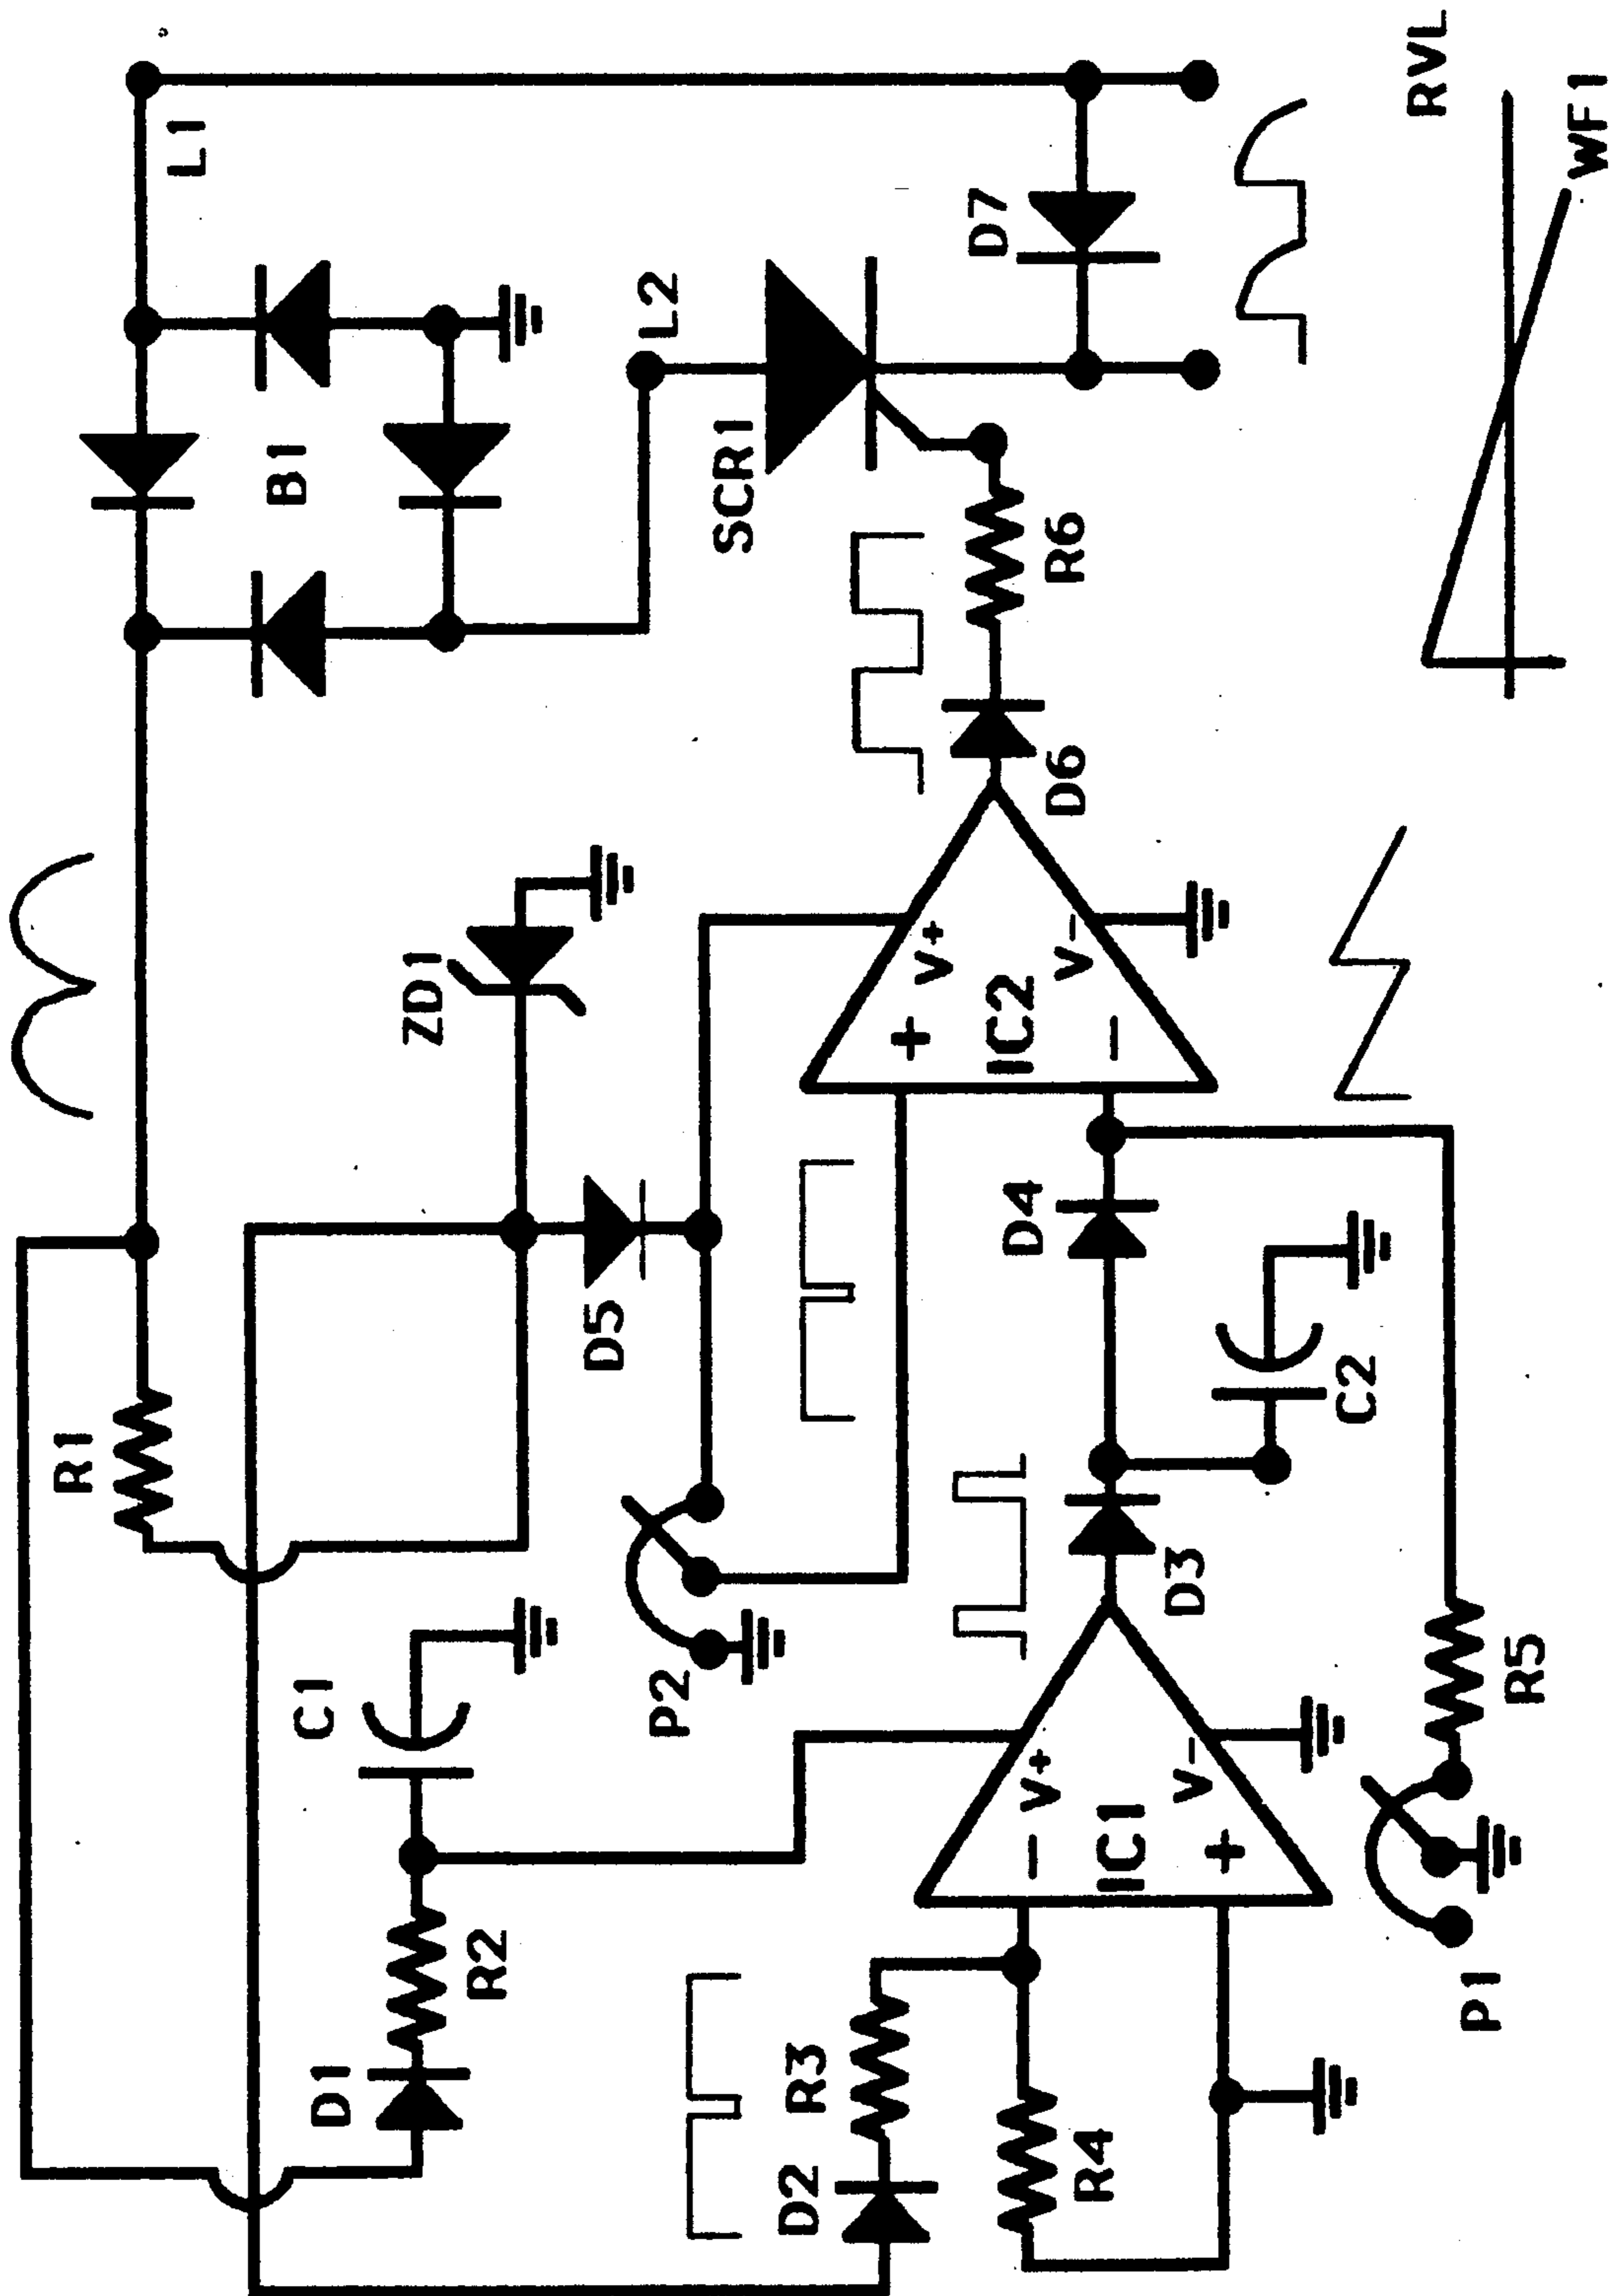 R1
L1
B1
D1
C1
ZD1
R2
D5
P2
L2
SCR1
D2
R3
+ V+
IC2
V-
-
D7
D4
D6
R6
- V+
IC1
V-
+
R4
D3
C2
RVL
P1
R5
WF1